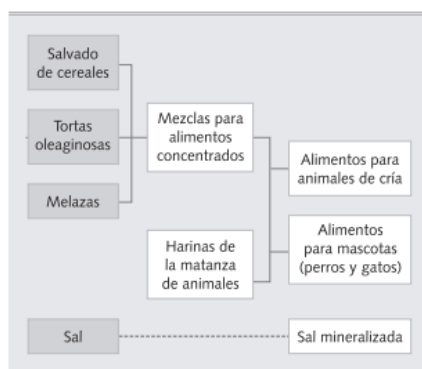 Salvado
de cereales
Tortas
oleaginosas
Melazas
Mezclas para
alimentos
concentrados
Harinas de
la matanza
de animales
Alimentos para
animales de cría
Alimentos
para mascotas
(perros y gatos)
Sal
Sal mineralizada